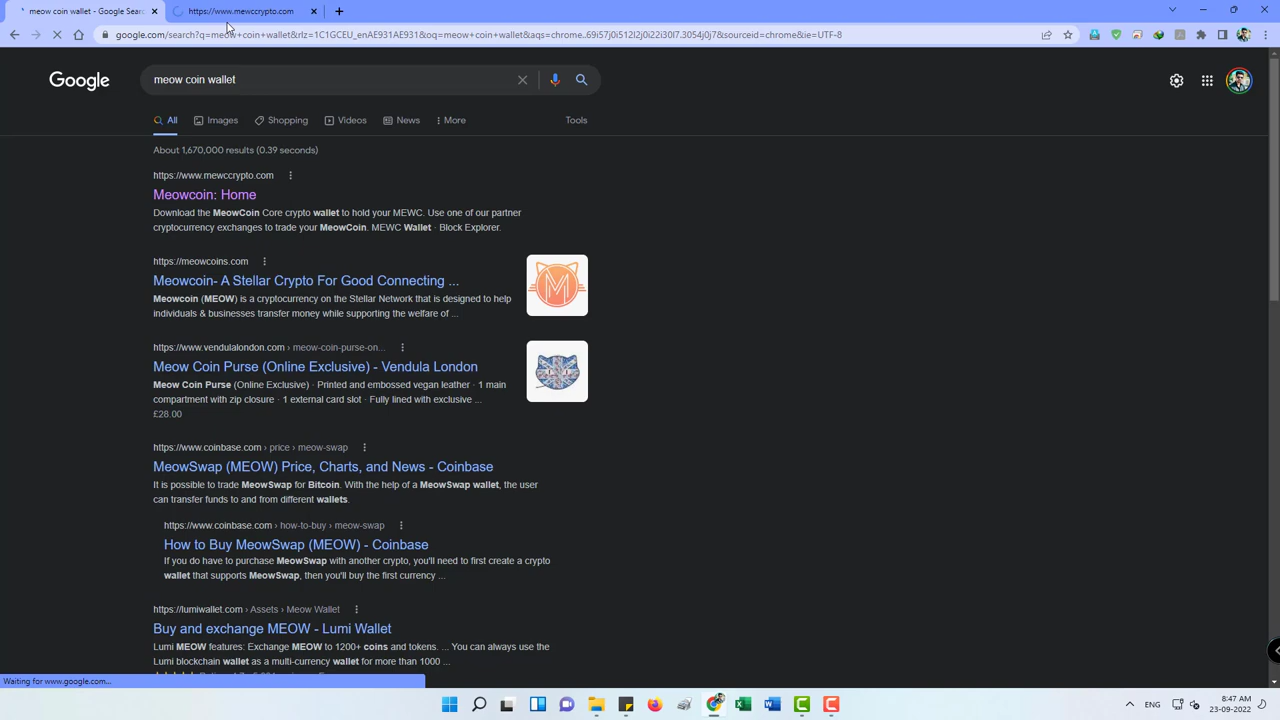 meow coin wallet - Google Sear
https://www.mewccrypto.com
google.com/search?q=meow+coin+wallet&rlz=1C1GCEU_enAE931AE931&oq=meow+coin+wallet&aqs=chrome..69i57j0i512l2j0i22i30l7.3054j0j7&sourceid=chrome&ie=UTF-8
Google
meow coin wallet
All
Images
Shopping
Videos
News
More
Tools
About 1,670,000 results (0.39 seconds)
https://www.mewccrypto.com
Meowcoin: Home
Download the MeowCoin Core crypto wallet to hold your MEWC. Use one of our partner
cryptocurrency exchanges to trade your MeowCoin. MEWC Wallet · Block Explorer.
https://meowcoins.com
Meowcoin- A Stellar Crypto For Good Connecting ...
Meowcoin (MEOW) is a cryptocurrency on the Stellar Network that is designed to help
individuals & businesses transfer money while supporting the welfare of ...
https://www.vendulalondon.com › meow-coin-purse-on...
Meow Coin Purse (Online Exclusive) - Vendula London
Meow Coin Purse (Online Exclusive) · Printed and embossed vegan leather · 1 main
compartment with zip closure · 1 external card slot · Fully lined with exclusive ...
£28.00
https://www.coinbase.com › price › meow-swap
MeowSwap (MEOW) Price, Charts, and News - Coinbase
It is possible to trade MeowSwap for Bitcoin. With the help of a MeowSwap wallet, the user
can transfer funds to and from different wallets.
https://www.coinbase.com › how-to-buy › meow-swap
How to Buy MeowSwap (MEOW) - Coinbase
If you do have to purchase MeowSwap with another crypto, you'll need to first create a crypto
wallet that supports MeowSwap, then you'll buy the first currency ...
https://lumiwallet.com › Assets › Meow Wallet
Buy and exchange MEOW - Lumi Wallet
Lumi MEOW features: Exchange MEOW to 1200+ coins and tokens. ... You can always use the
Lumi blockchain wallet as a multi-currency wallet for more than 1000 ...
Waiting for www.google.com...
ENG
8:47 AM
23-09-2022